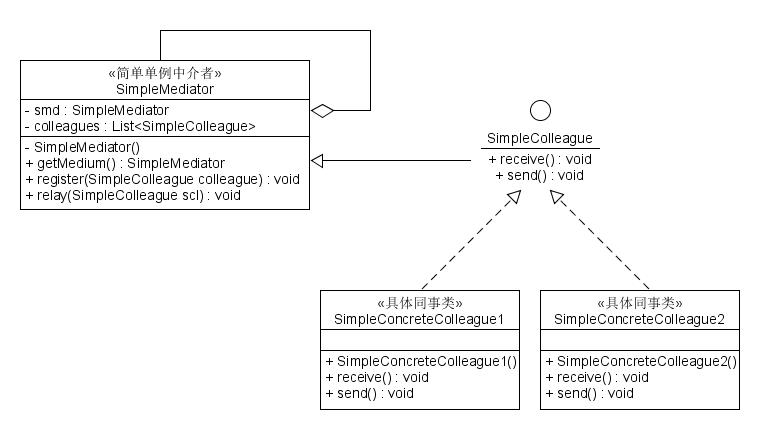 «简单单例中介者»
SimpleMediator
- smd : SimpleMediator
- colleagues : List<SimpleColleague>
- SimpleMediator()
+ getMedium() : SimpleMediator
+ register(SimpleColleague colleague) : void
+ relay(SimpleColleague scl) : void
SimpleColleague
+ receive() : void
+ send() : void
«具体同事类»
SimpleConcreteColleague1
+ SimpleConcreteColleague1()
+ receive() : void
+ send() : void
«具体同事类»
SimpleConcreteColleague2
+ SimpleConcreteColleague2()
+ receive() : void
+ send() : void